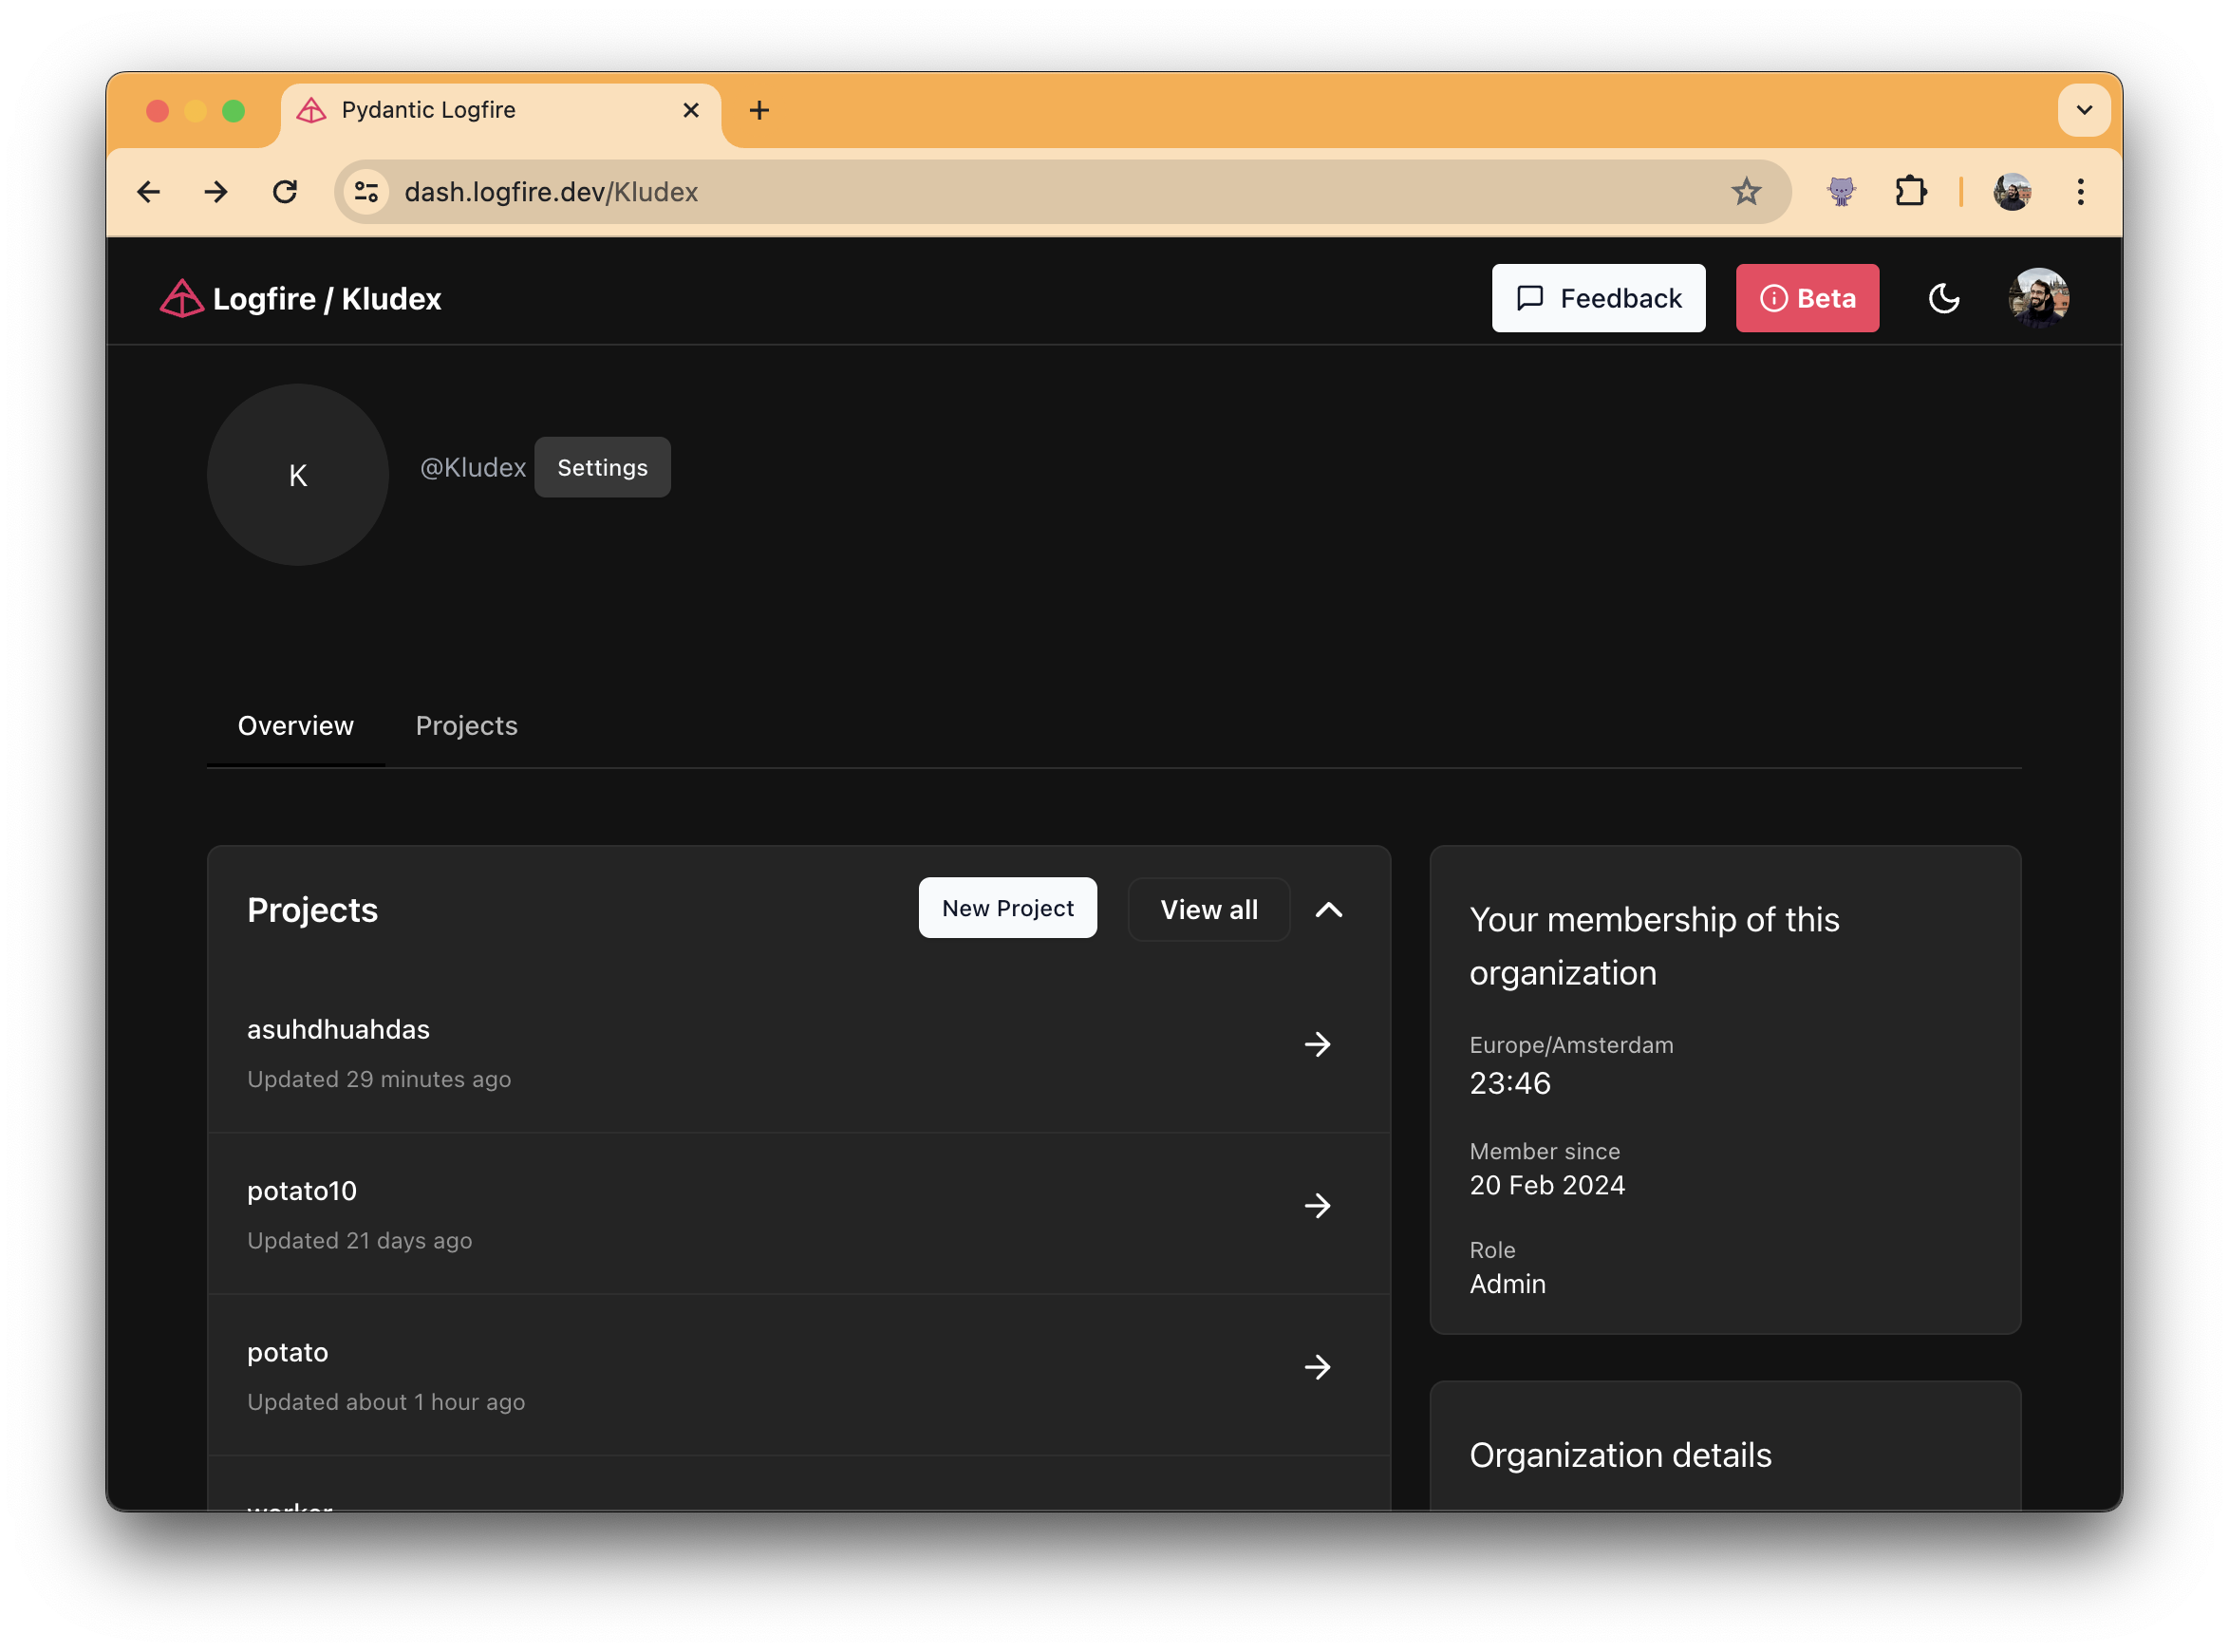 Pydantic Logfire
dash.logfire.dev/Kludex
Logfire / Kludex
Feedback
Beta
K
@Kludex
Settings
Overview
Projects
Projects
New Project
View all
asuhdhuahdas
Updated 29 minutes ago
potato10
Updated 21 days ago
potato
Updated about 1 hour ago
worker
Your membership of this
organization
Europe/Amsterdam
23:46
Member since
20 Feb 2024
Role
Admin
Organization details